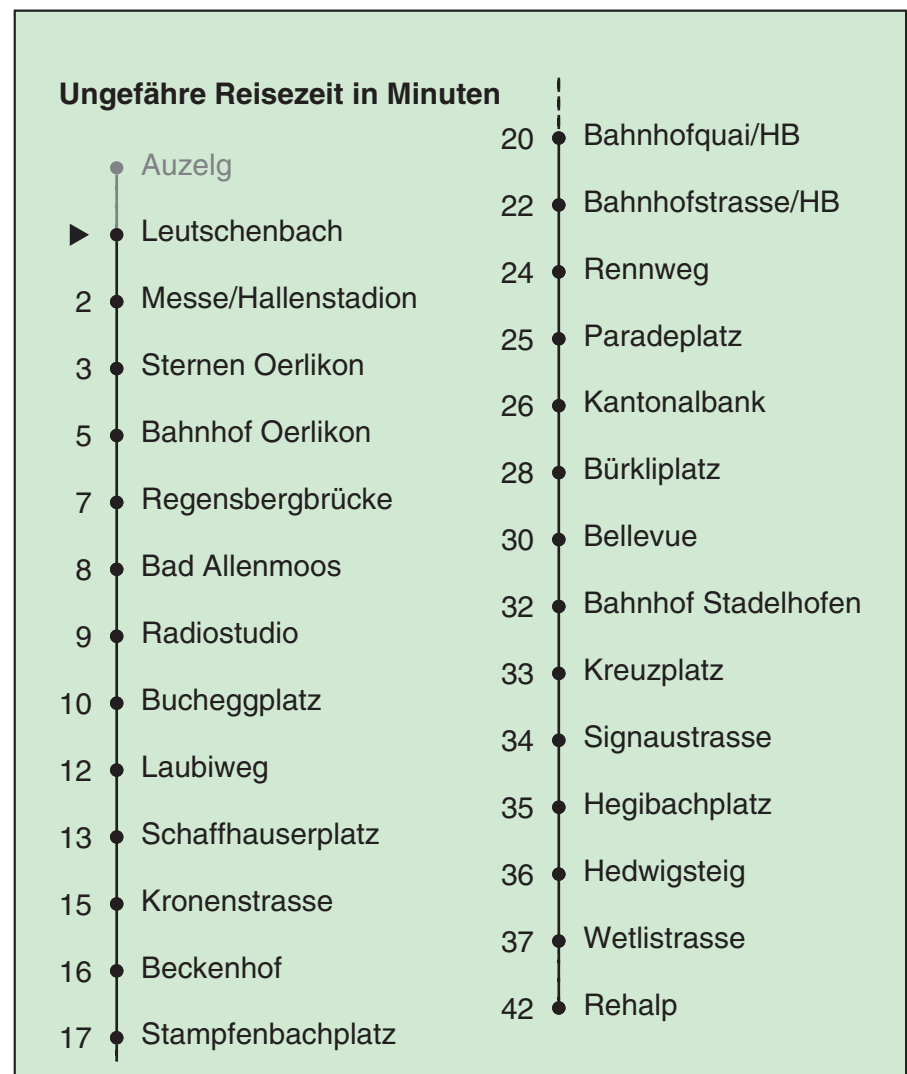 Ungefähre Reisezeit in Minuten
Auzelg
Leutschenbach
2 Messe/Hallenstadion
3 Sternen Oerlikon
5 Bahnhof Oerlikon
7 Regensbergbrücke
8 Bad Allenmoos
9 Radiostudio
10 Bucheggplatz
12 Laubiweg
13 Schaffhauserplatz
15 Kronenstrasse
16 Beckenhof
17 Stampfenbachplatz
20 Bahnhofquai/HB
22 Bahnhofstrasse/HB
24 Rennweg
25 Paradeplatz
26 Kantonalbank
28 Bürkliplatz
30 Bellevue
32 Bahnhof Stadelhofen
33 Kreuzplatz
34 Signaustrasse
35 Hegibachplatz
36 Hedwigsteig
37 Wetlistrasse
42 Rehalp